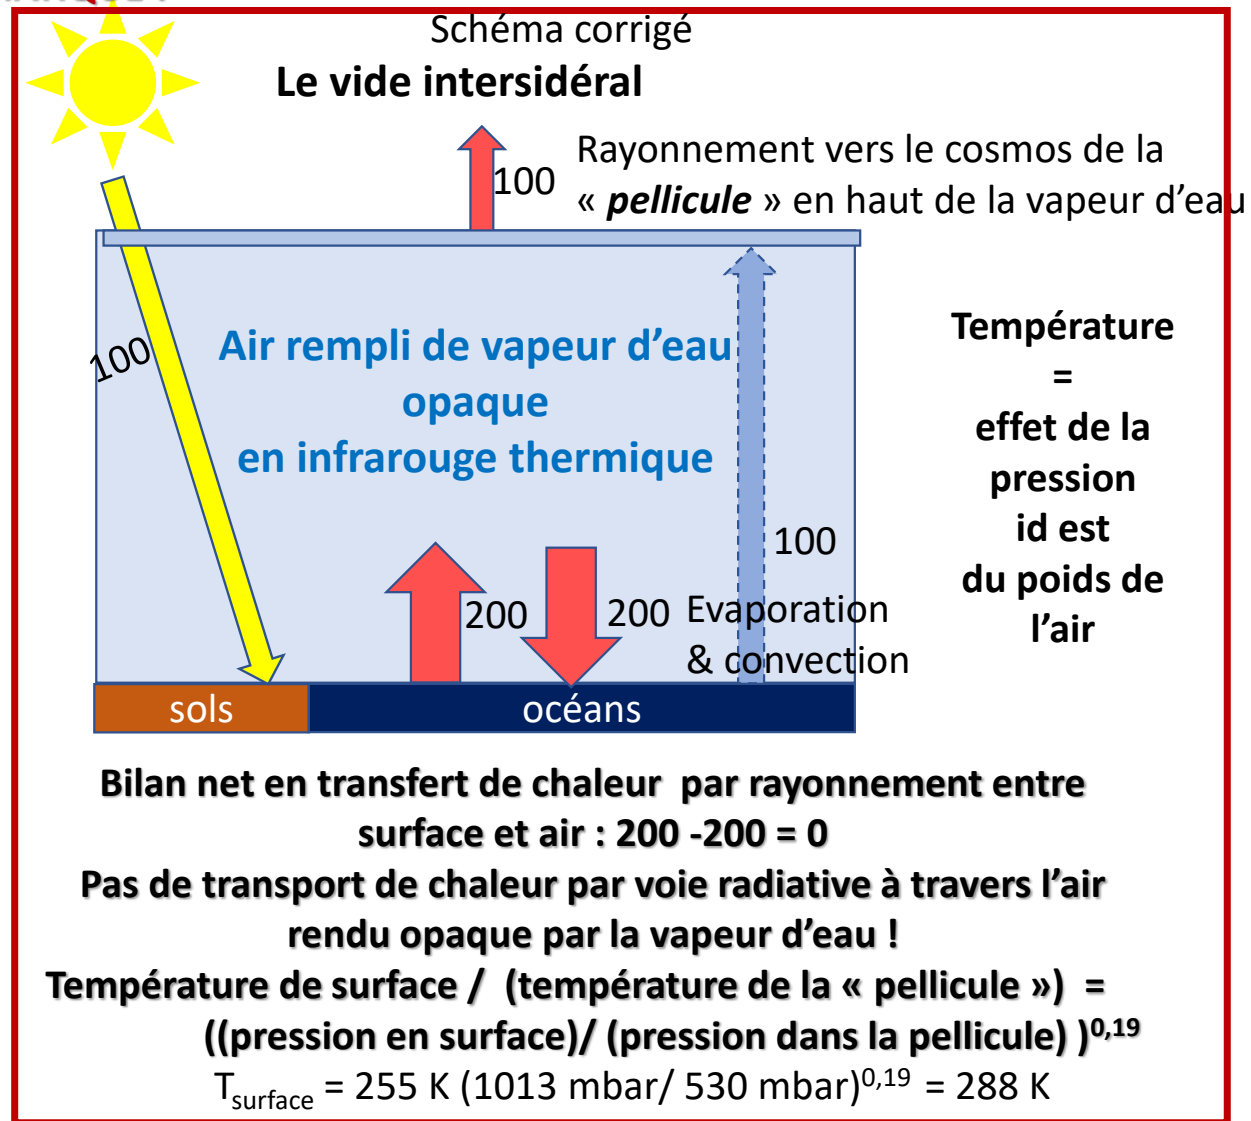 Schéma corrigé
Le vide intersidéral
100
Rayonnement vers le cosmos de la
« pellicule » en haut de la vapeur d’eau
100
Air rempli de vapeur d’eau
opaque
en infrarouge thermique
Température
=
effet de la
pression
id est
du poids de
l’air
100
200
200
Evaporation
& convection
sols
océans
Bilan net en transfert de chaleur par rayonnement entre
surface et air : 200 -200 = 0
Pas de transport de chaleur par voie radiative à travers l’air
rendu opaque par la vapeur d’eau !
Température de surface / (température de la « pellicule ») =
((pression en surface)/ (pression dans la pellicule) )0,19
Tsurface = 255 K (1013 mbar/ 530 mbar)0,19 = 288 K